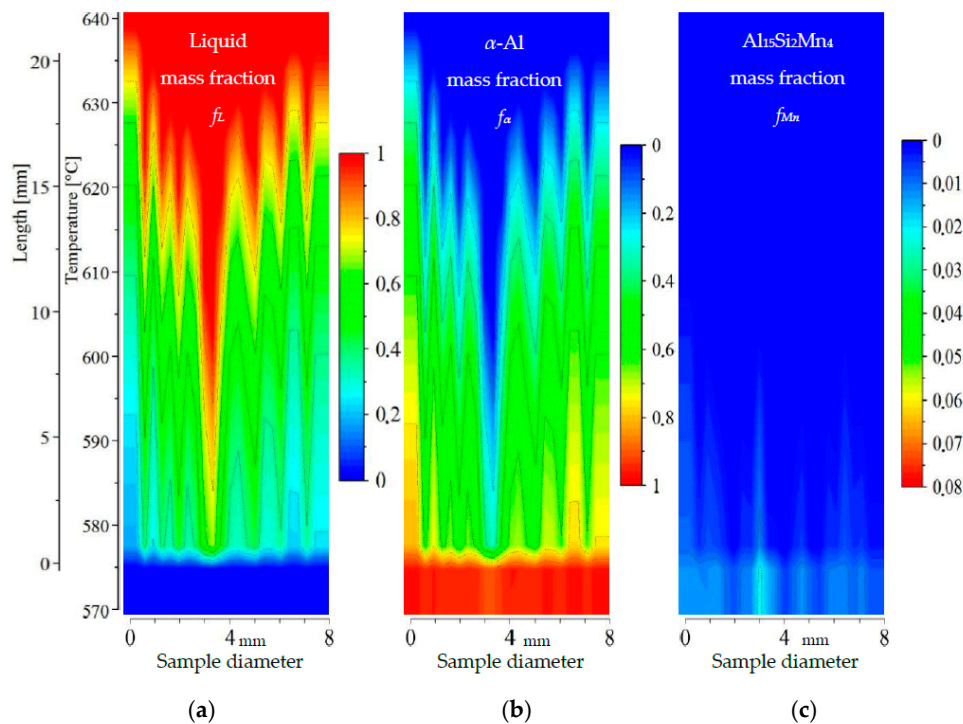 Length [mm]
20
15
10
5
0
Temperature [°C]
640
630
620
610
600
590
580
570
Liquid
mass fraction
fL
1
0.8
0.6
0.4
0,2
0
0
4 mm
8
Sample diameter
(a)
α-Al
mass fraction
fα
0
0.2
0.4
0.6
0.8
1
0
4 mm
8
Sample diameter
(b)
Al₁₅Si₂Mn₄
mass fraction
fMn
0
0.01
0.02
0.03
0.04
0.05
0.06
0.07
0.08
0
4 mm
8
Sample diameter
(c)